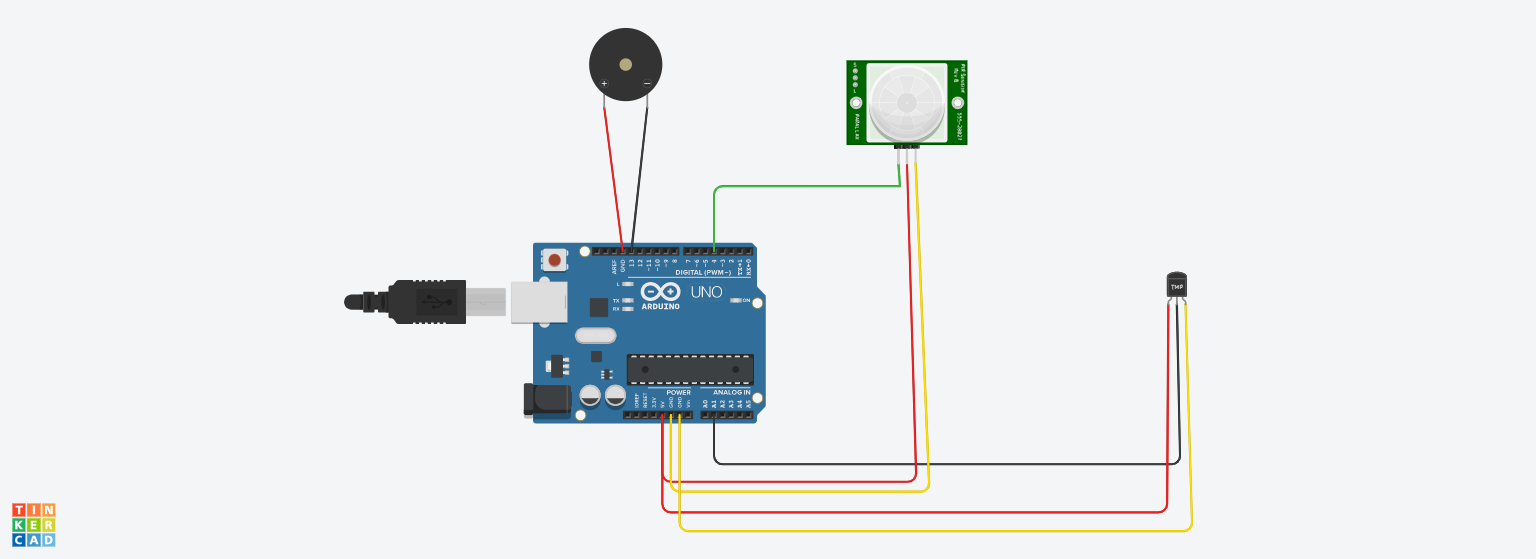 + −
PIR Sensor
Rev B
PARALLAX
555-28027
AREF
GND
13
12
~11
~10
~9
8
7
~6
~5
4
~3
2
TX→1
RX←0
DIGITAL (PWM~)
L
TX
RX
ARDUINO
UNO
ON
TMP
POWER
ANALOG IN
IOREF
RESET
3.3V
5V
GND
GND
Vin
A0
A1
A2
A3
A4
A5
TIN
KER
CAD